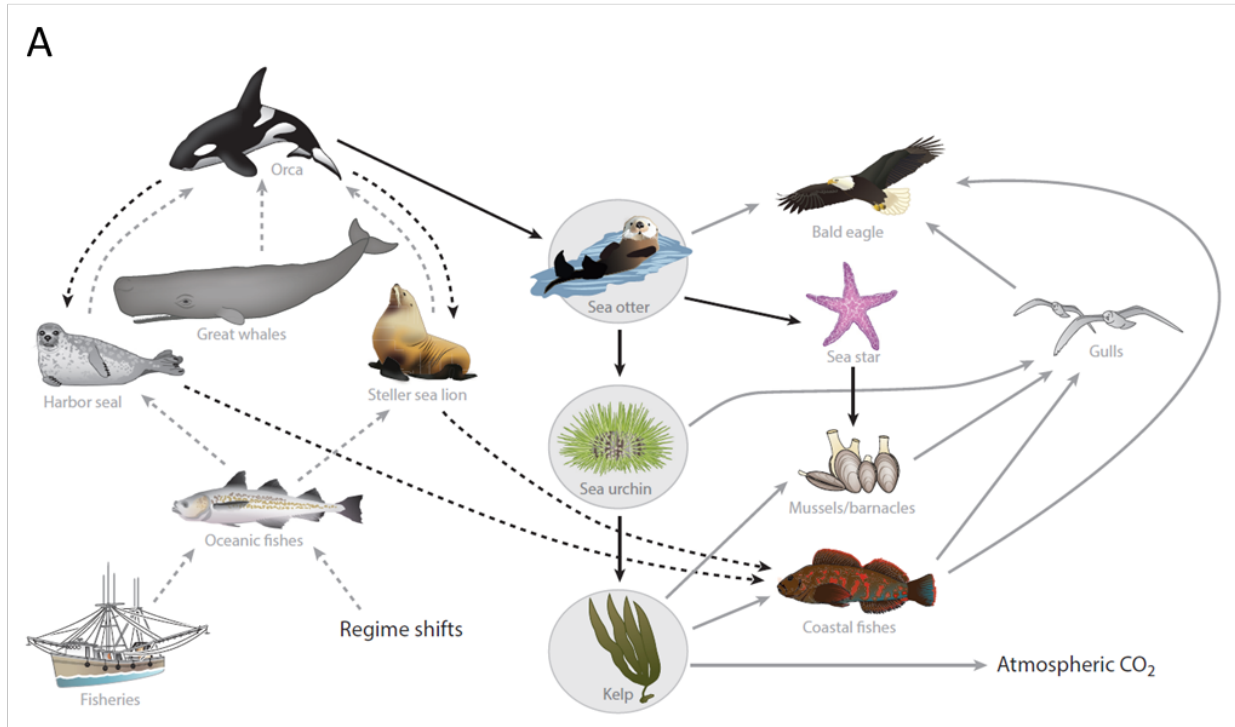 A
Orca
Bald eagle
Sea otter
Great whales
Sea star
Gulls
Harbor seal
Steller sea lion
Sea urchin
Mussels/barnacles
Oceanic fishes
Coastal fishes
Regime shifts
Atmospheric CO₂
Fisheries
Kelp